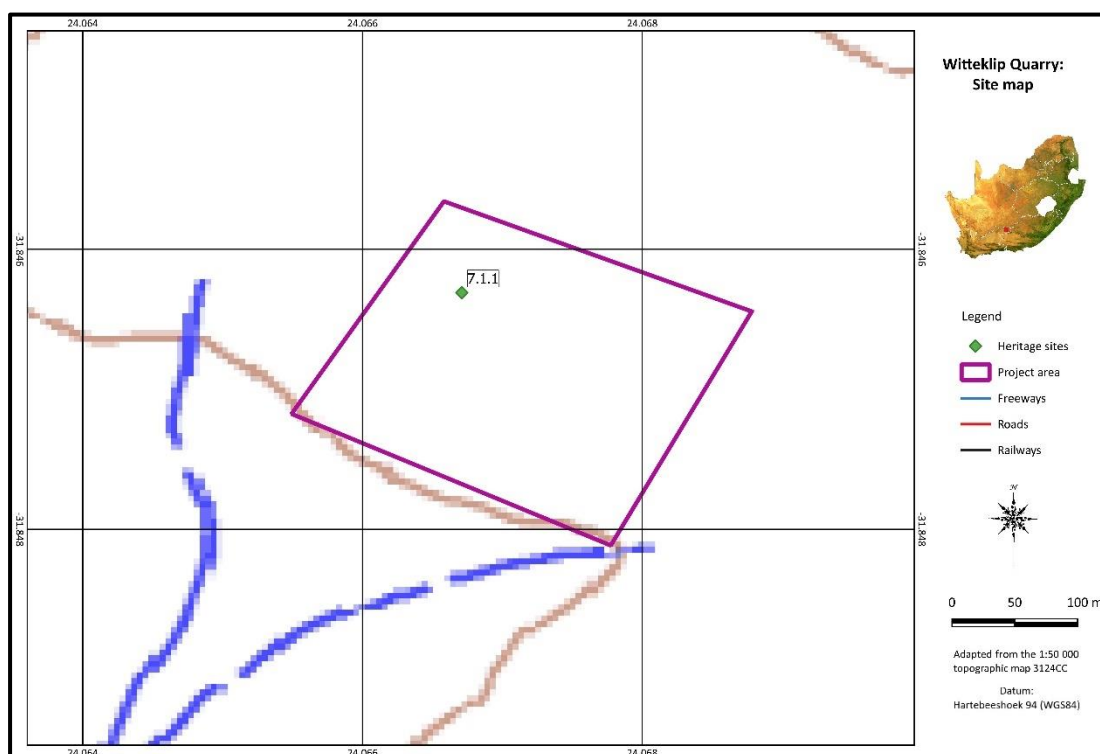 24.064
24.066
24.068
Witteklip Quarry:
Site map
-31.846
-31.846
7.1.1
Legend
Heritage sites
Project area
Freeways
Roads
Railways
N
-31.848
-31.848
0 50 100 m
Adapted from the 1:50 000
topographic map 3124CC
Datum:
Hartebeeshoek 94 (WGS84)
24.064
24.066
24.068